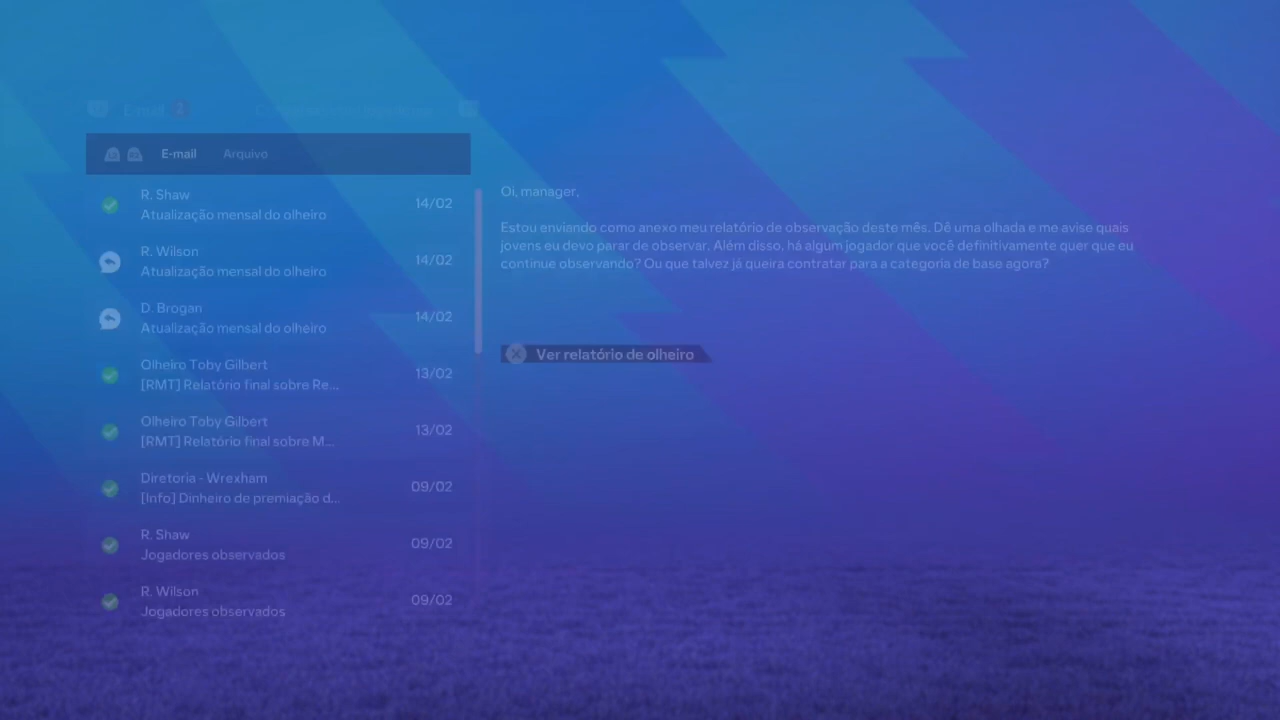 E-mail 2
E-mail Arquivo
R. Shaw
Atualização mensal do olheiro
14/02
R. Wilson
Atualização mensal do olheiro
14/02
D. Brogan
Atualização mensal do olheiro
14/02
Olheiro Toby Gilbert
[RMT] Relatório final sobre Re...
13/02
Olheiro Toby Gilbert
[RMT] Relatório final sobre M...
13/02
Diretoria - Wrexham
[Info] Dinheiro de premiação d...
09/02
R. Shaw
Jogadores observados
09/02
R. Wilson
Jogadores observados
09/02
Oi, manager,
Estou enviando como anexo meu relatório de observação deste mês. Dê uma olhada e me avise quais
jovens eu devo parar de observar. Além disso, há algum jogador que você definitivamente quer que eu
continue observando? Ou que talvez já queira contratar para a categoria de base agora?
Ver relatório de olheiro